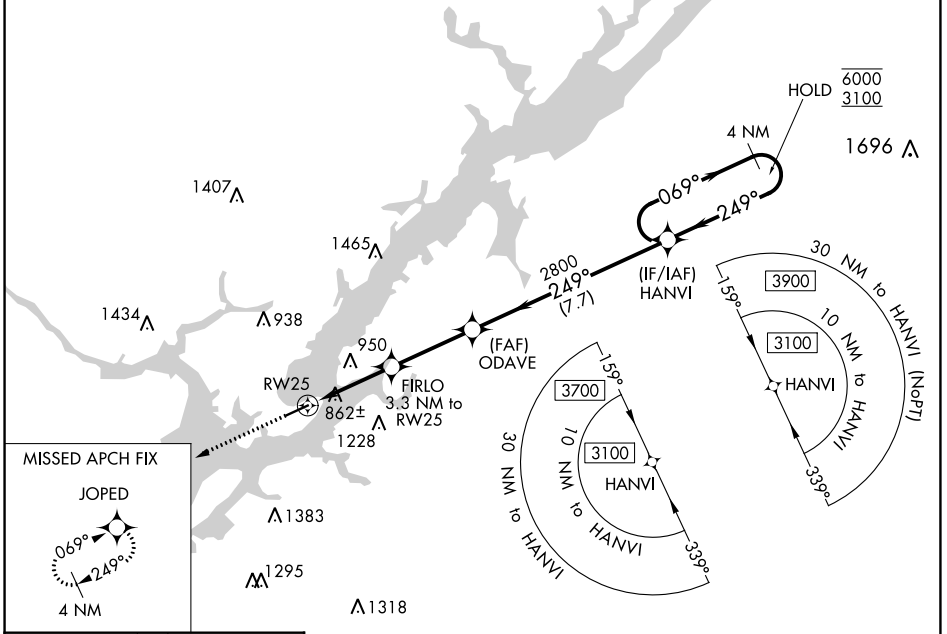 HOLD
6000
3100
4 NM
1696
069°
249°
1407
1465
2800
249°
(7.7)
(IF/IAF)
HANVI
1434
938
950
(FAF)
ODAVE
RW25
862±
FIRLO
3.3 NM to
RW25
1228
30 NM to HANVI (NoPT)
159°
3900
10 NM to HANVI
3100
HANVI
339°
159°
3700
30 NM to HANVI
3100
10 NM to HANVI
HANVI
339°
MISSED APCH FIX
JOPED
069°
249°
4 NM
1383
1295
1318